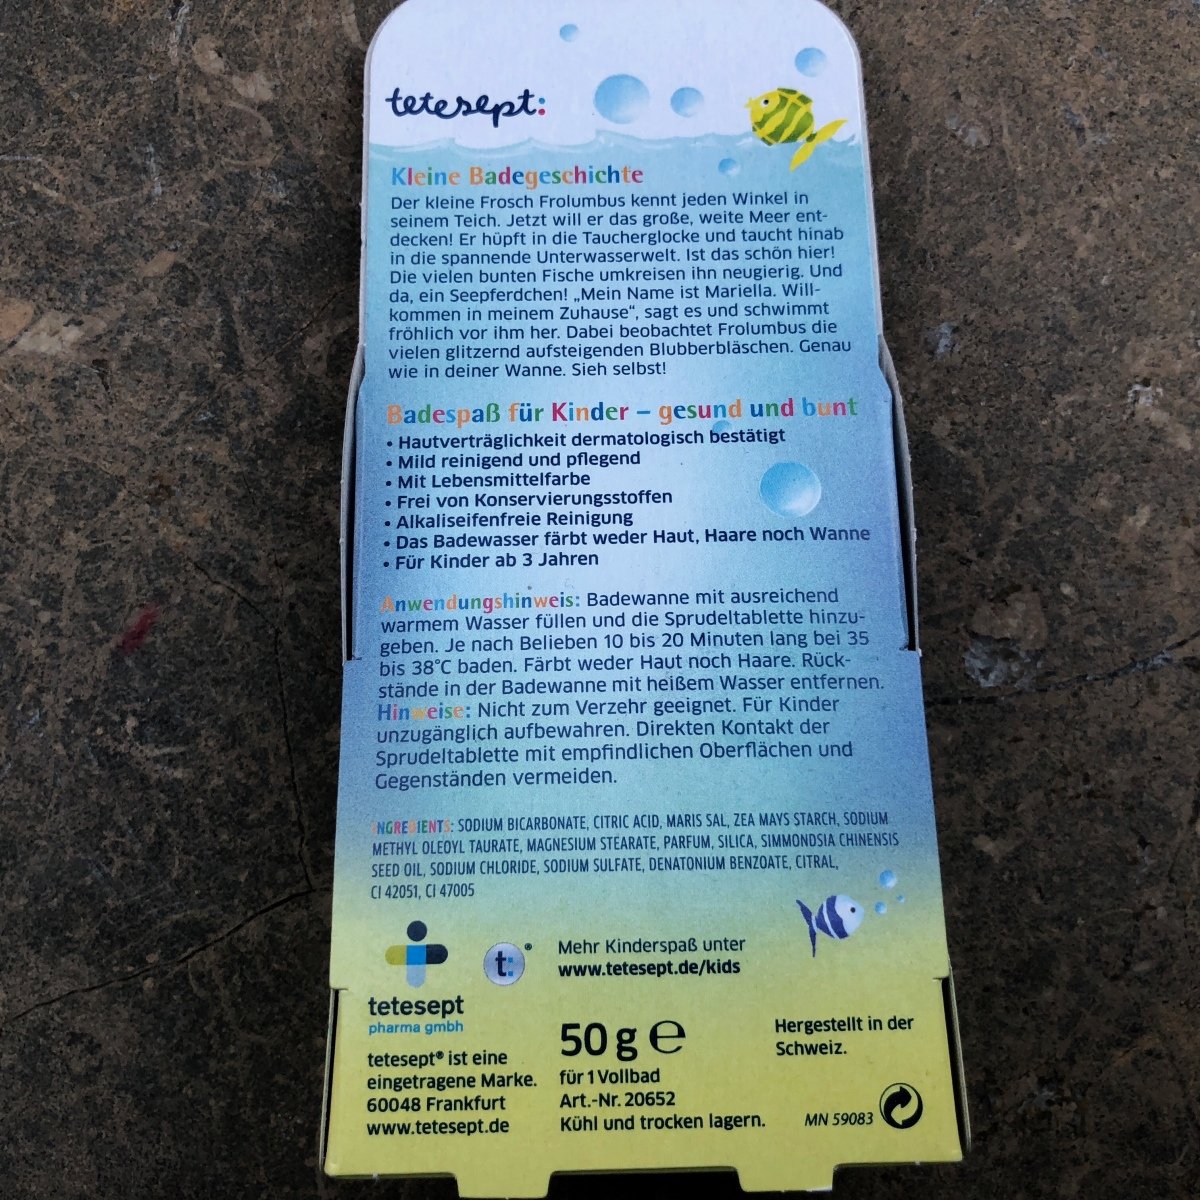 tetesept:
Kleine Badegeschichte
Der kleine Frosch Frolumbus kennt jeden Winkel in
seinem Teich. Jetzt will er das große, weite Meer ent-
decken! Er hüpft in die Taucherglocke und taucht hinab
in die spannende Unterwasserwelt. Ist das schön hier!
Die vielen bunten Fische umkreisen ihn neugierig. Und
da, ein Seepferdchen! „Mein Name ist Mariella. Will-
kommen in meinem Zuhause“, sagt es und schwimmt
fröhlich vor ihm her. Dabei beobachtet Frolumbus die
vielen glitzernd aufsteigenden Blubberbläschen. Genau
wie in deiner Wanne. Sieh selbst!
Badespaß für Kinder – gesund und bunt
• Hautverträglichkeit dermatologisch bestätigt
• Mild reinigend und pflegend
• Mit Lebensmittelfarbe
• Frei von Konservierungsstoffen
• Alkaliseifenfreie Reinigung
• Das Badewasser färbt weder Haut, Haare noch Wanne
• Für Kinder ab 3 Jahren
Anwendungshinweis: Badewanne mit ausreichend
warmem Wasser füllen und die Sprudeltablette hinzu-
geben. Je nach Belieben 10 bis 20 Minuten lang bei 35
bis 38°C baden. Färbt weder Haut noch Haare. Rück-
stände in der Badewanne mit heißem Wasser entfernen.
Hinweise: Nicht zum Verzehr geeignet. Für Kinder
unzugänglich aufbewahren. Direkten Kontakt der
Sprudeltablette mit empfindlichen Oberflächen und
Gegenständen vermeiden.
INGREDIENTS: SODIUM BICARBONATE, CITRIC ACID, MARIS SAL, ZEA MAYS STARCH, SODIUM
METHYL OLEOYL TAURATE, MAGNESIUM STEARATE, PARFUM, SILICA, SIMMONDSIA CHINENSIS
SEED OIL, SODIUM CHLORIDE, SODIUM SULFATE, DENATONIUM BENZOATE, CITRAL,
CI 42051, CI 47005
t:®
Mehr Kinderspaß unter
www.tetesept.de/kids
tetesept
pharma gmbh
tetesept® ist eine
eingetragene Marke.
60048 Frankfurt
www.tetesept.de
50 g ℮
für 1 Vollbad
Art.-Nr. 20652
Kühl und trocken lagern.
Hergestellt in der
Schweiz.
MN 59083